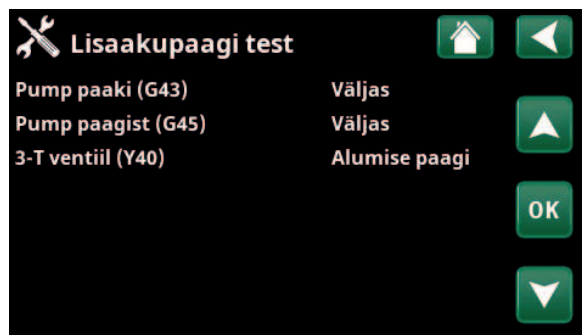 Lisaakupaagi test
Pump paaki (G43) Väljas
Pump paagist (G45) Väljas
3-T ventiil (Y40) Alumise paagi
OK